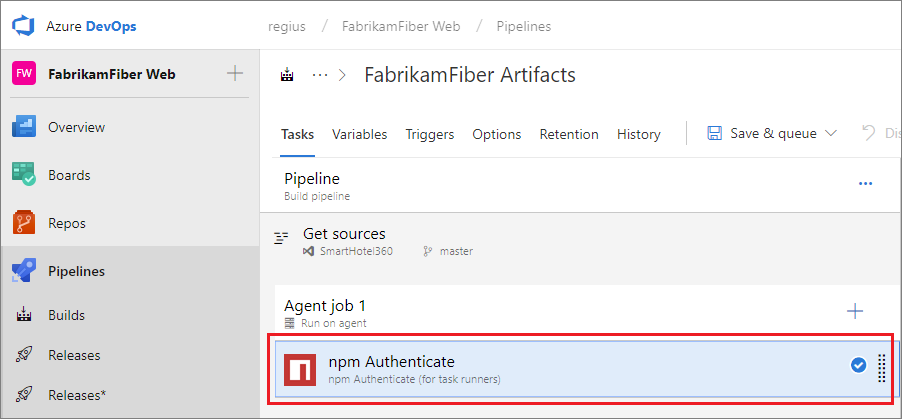 Azure DevOps
regius / FabrikamFiber Web / Pipelines
FW FabrikamFiber Web
Overview
Boards
Repos
Pipelines
Builds
Releases
Releases*
··· > FabrikamFiber Artifacts
Tasks Variables Triggers Options Retention History Save & queue Dis
Pipeline
Build pipeline
Get sources
SmartHotel360 master
Agent job 1
Run on agent
npm Authenticate
npm Authenticate (for task runners)